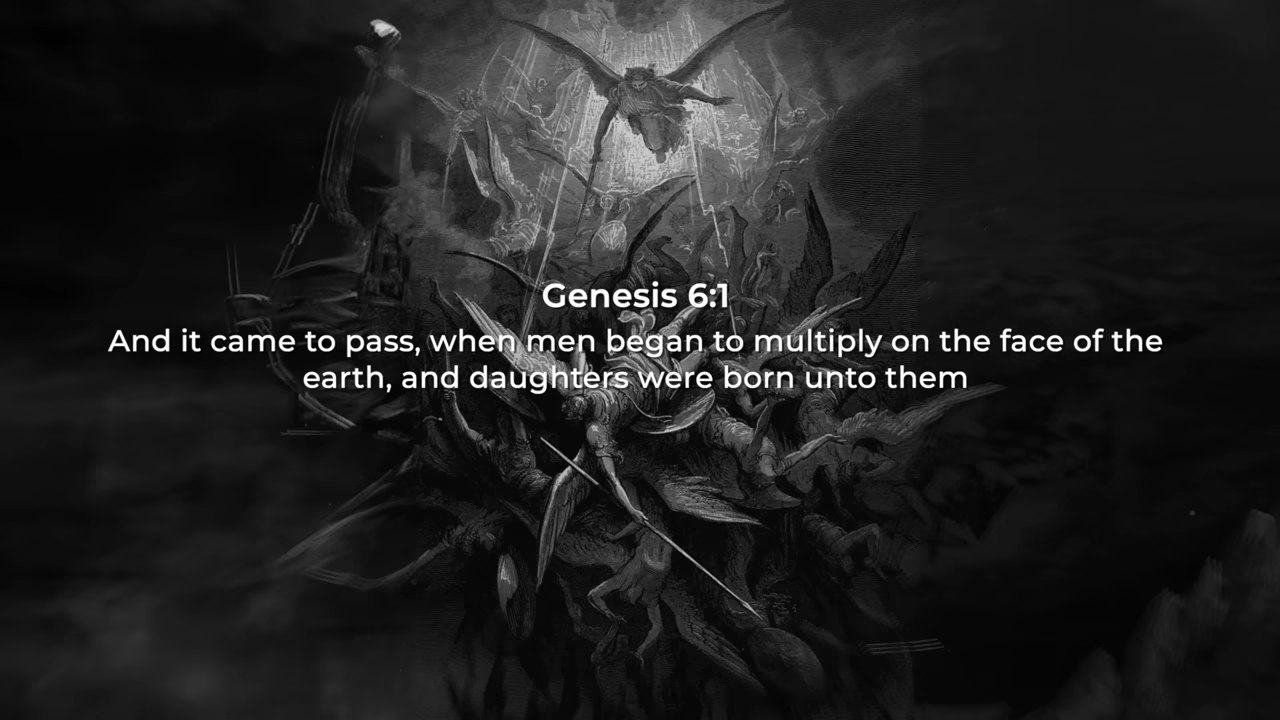 Genesis 6:1
And it came to pass, when men began to multiply on the face of the
earth, and daughters were born unto them